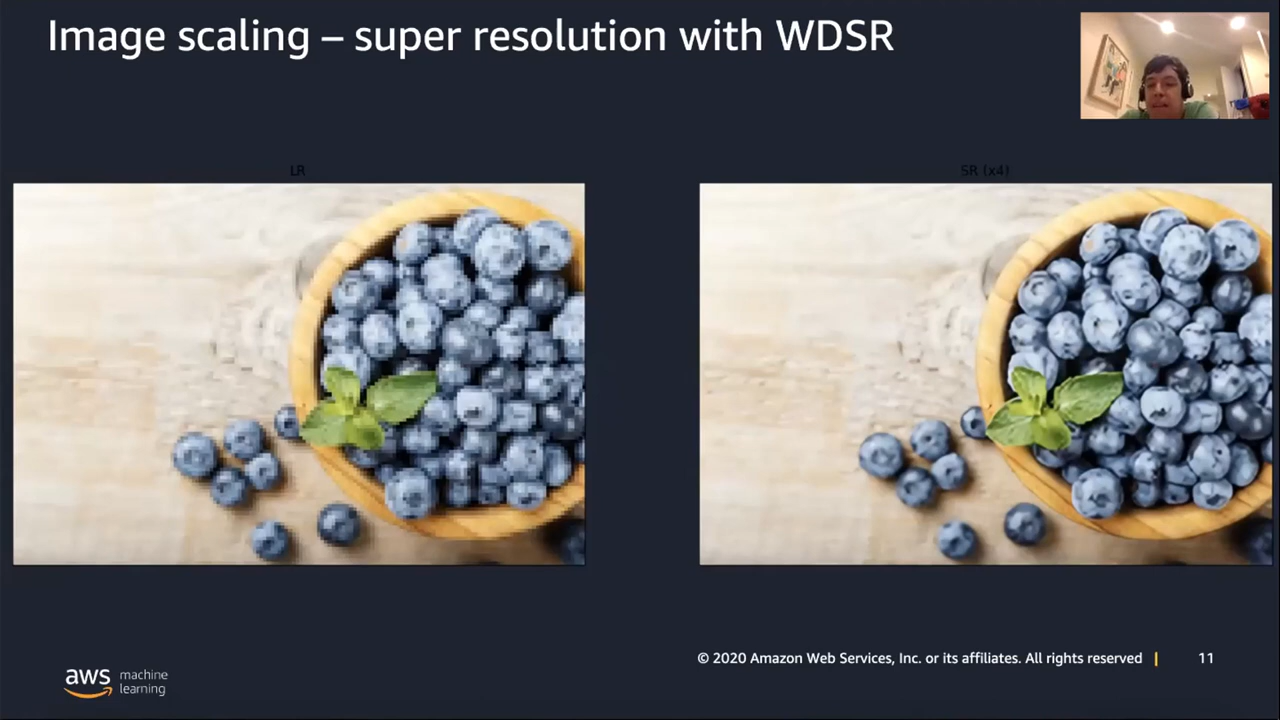 Image scaling – super resolution with WDSR
LR
SR (x4)
© 2020 Amazon Web Services, Inc. or its affiliates. All rights reserved
11
aws
machine
learning